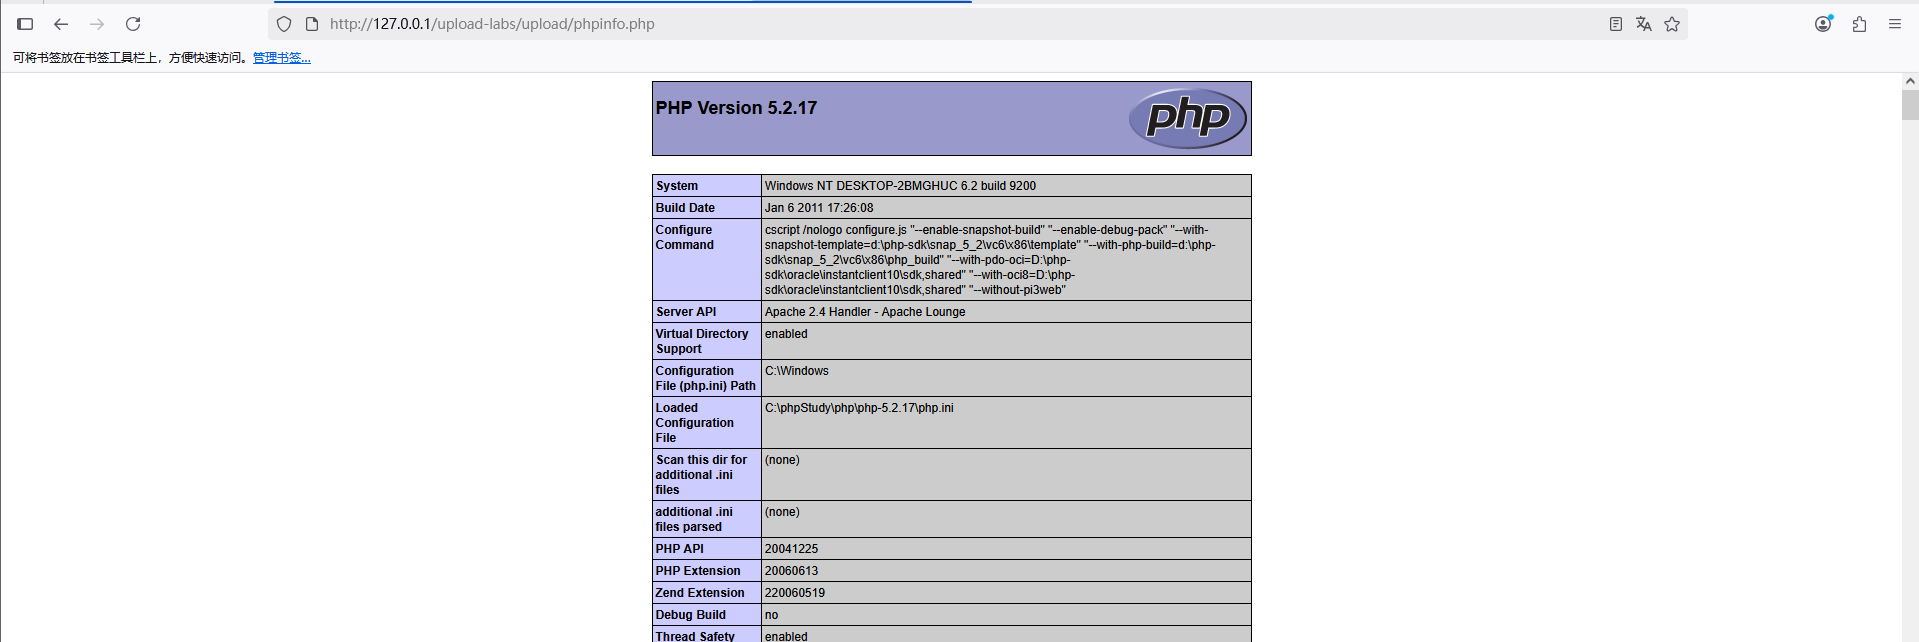 http://127.0.0.1/upload-labs/upload/phpinfo.php
可将书签放在书签工具栏上，方便快速访问。管理书签...
PHP Version 5.2.17
php
System
Windows NT DESKTOP-2BMGHUC 6.2 build 9200
Build Date
Jan 6 2011 17:26:08
Configure
Command
cscript /nologo configure.js "--enable-snapshot-build" "--enable-debug-pack" "--with-
snapshot-template=d:\php-sdk\snap_5_2\vc6\x86\template" "--with-php-build=d:\php-
sdk\snap_5_2\vc6\x86\php_build" "--with-pdo-oci=D:\php-
sdk\oracle\instantclient10\sdk,shared" "--with-oci8=D:\php-
sdk\oracle\instantclient10\sdk,shared" "--without-pi3web"
Server API
Apache 2.4 Handler - Apache Lounge
Virtual Directory
Support
enabled
Configuration
File (php.ini) Path
C:\Windows
Loaded
Configuration
File
C:\phpStudy\php\php-5.2.17\php.ini
Scan this dir for
additional .ini
files
(none)
additional .ini
files parsed
(none)
PHP API
20041225
PHP Extension
20060613
Zend Extension
220060519
Debug Build
no
Thread Safety
enabled